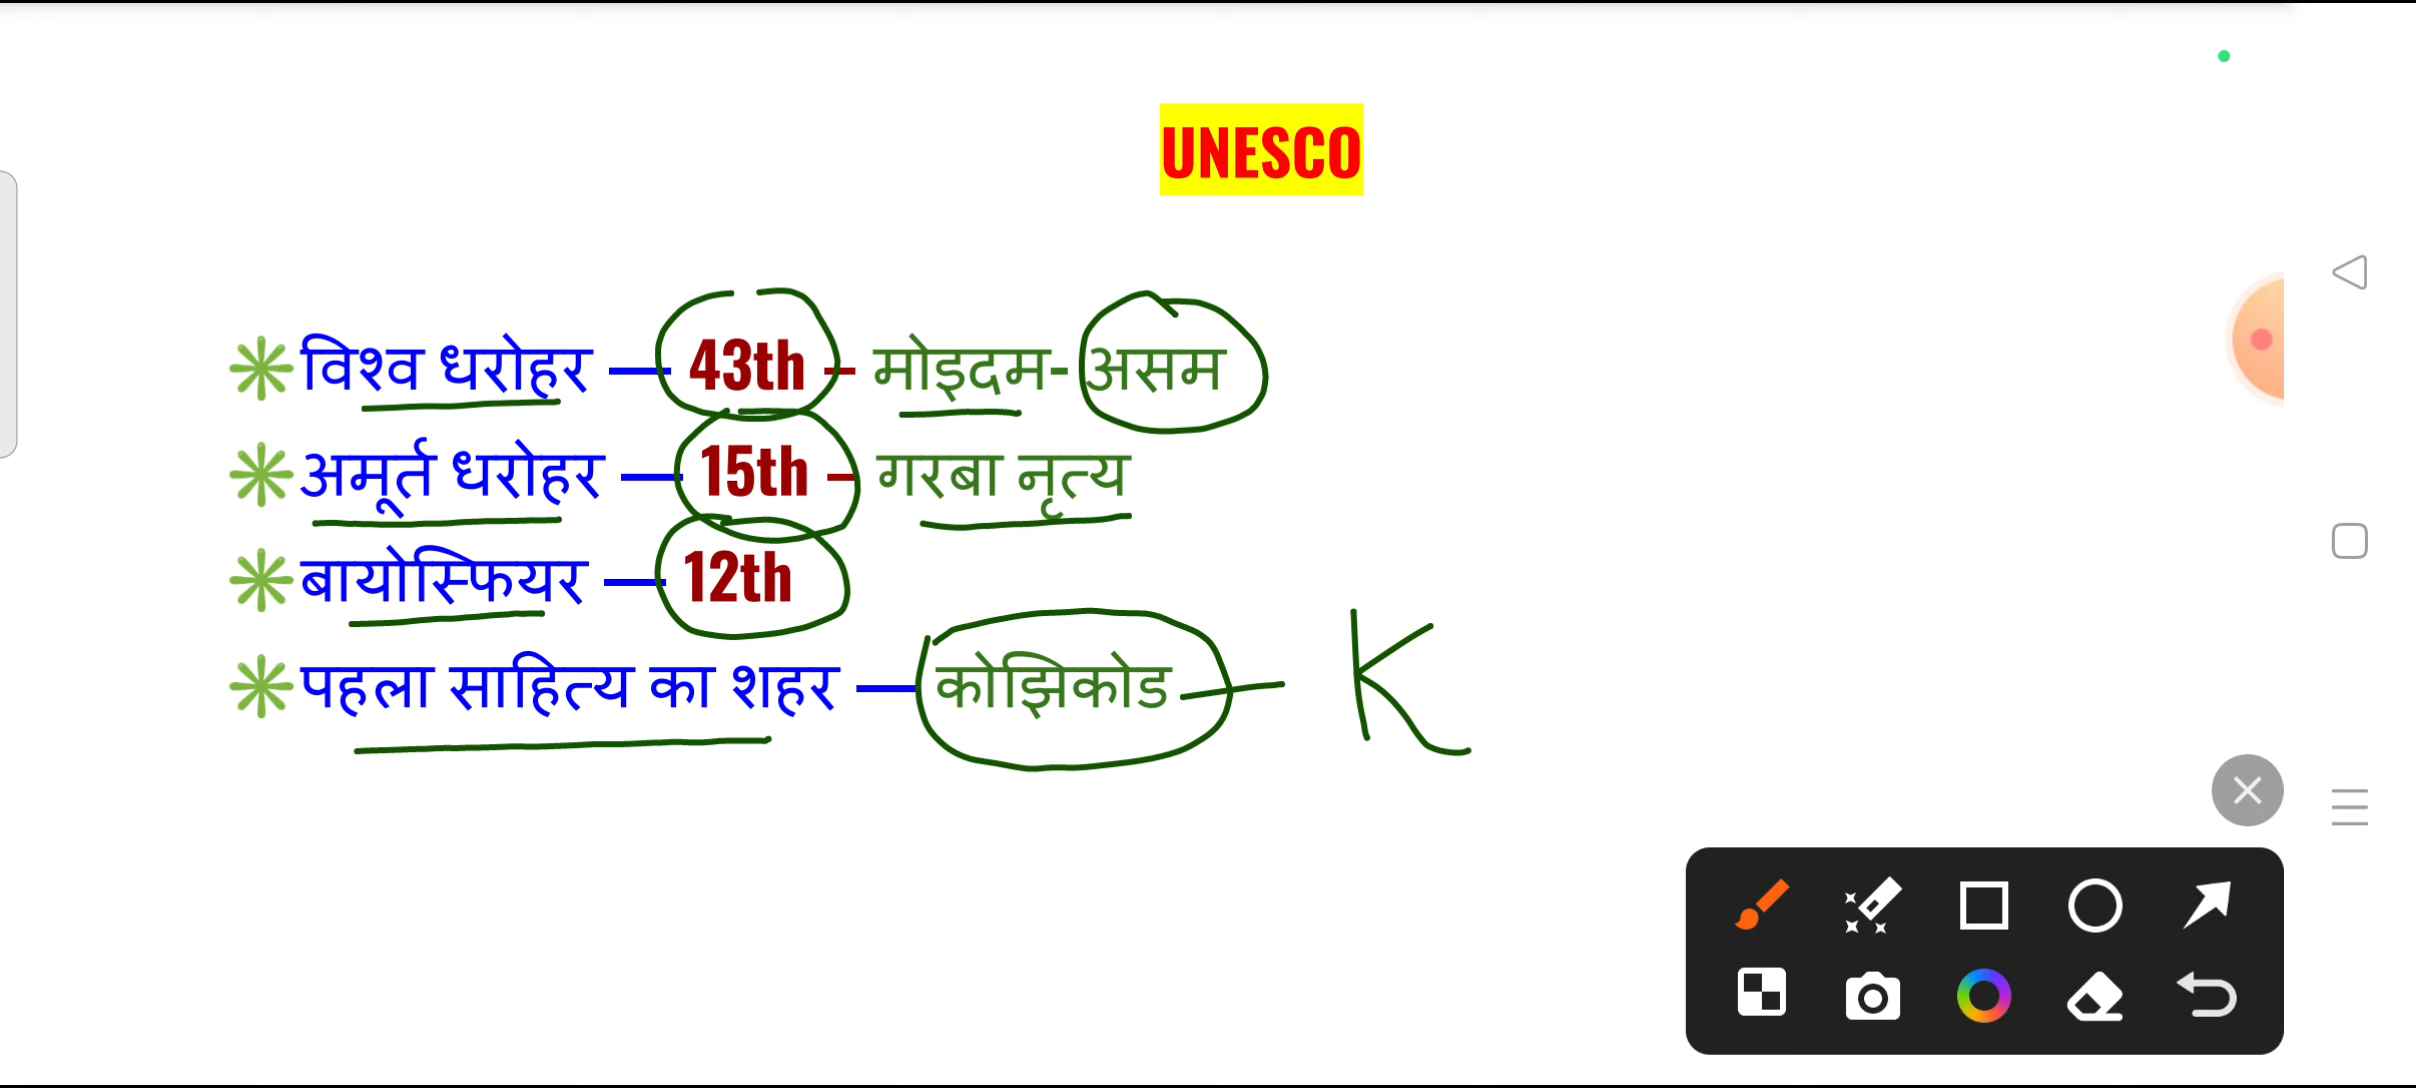 UNESCO
✳️विश्व धरोहर — 43th – मोइदम- असम
✳️अमूर्त धरोहर — 15th – गरबा नृत्य
✳️बायोस्फियर — 12th
✳️पहला साहित्य का शहर — कोझिकोड — K